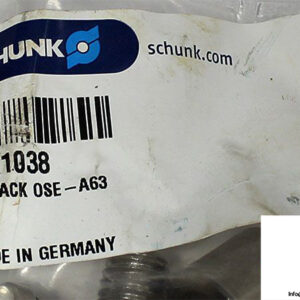 HUNK
schunk.com
1038
ACK OSE-A63
DE IN GERMANY